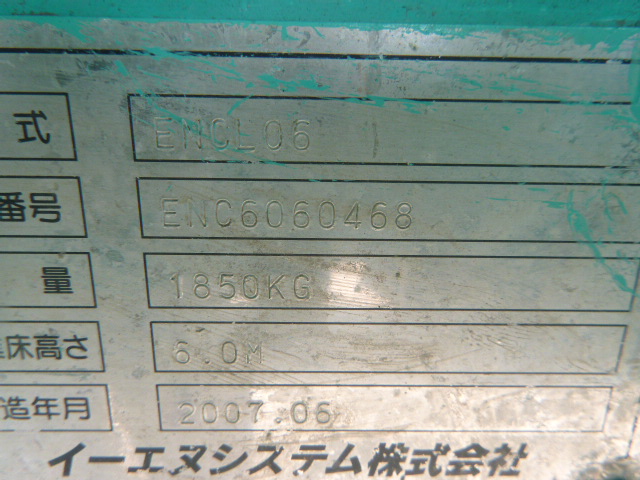 式 ENCL06
番号 ENC6060468
量 1850KG
床高さ 6.0M
造年月 2007.06
イーエヌシステム株式会社